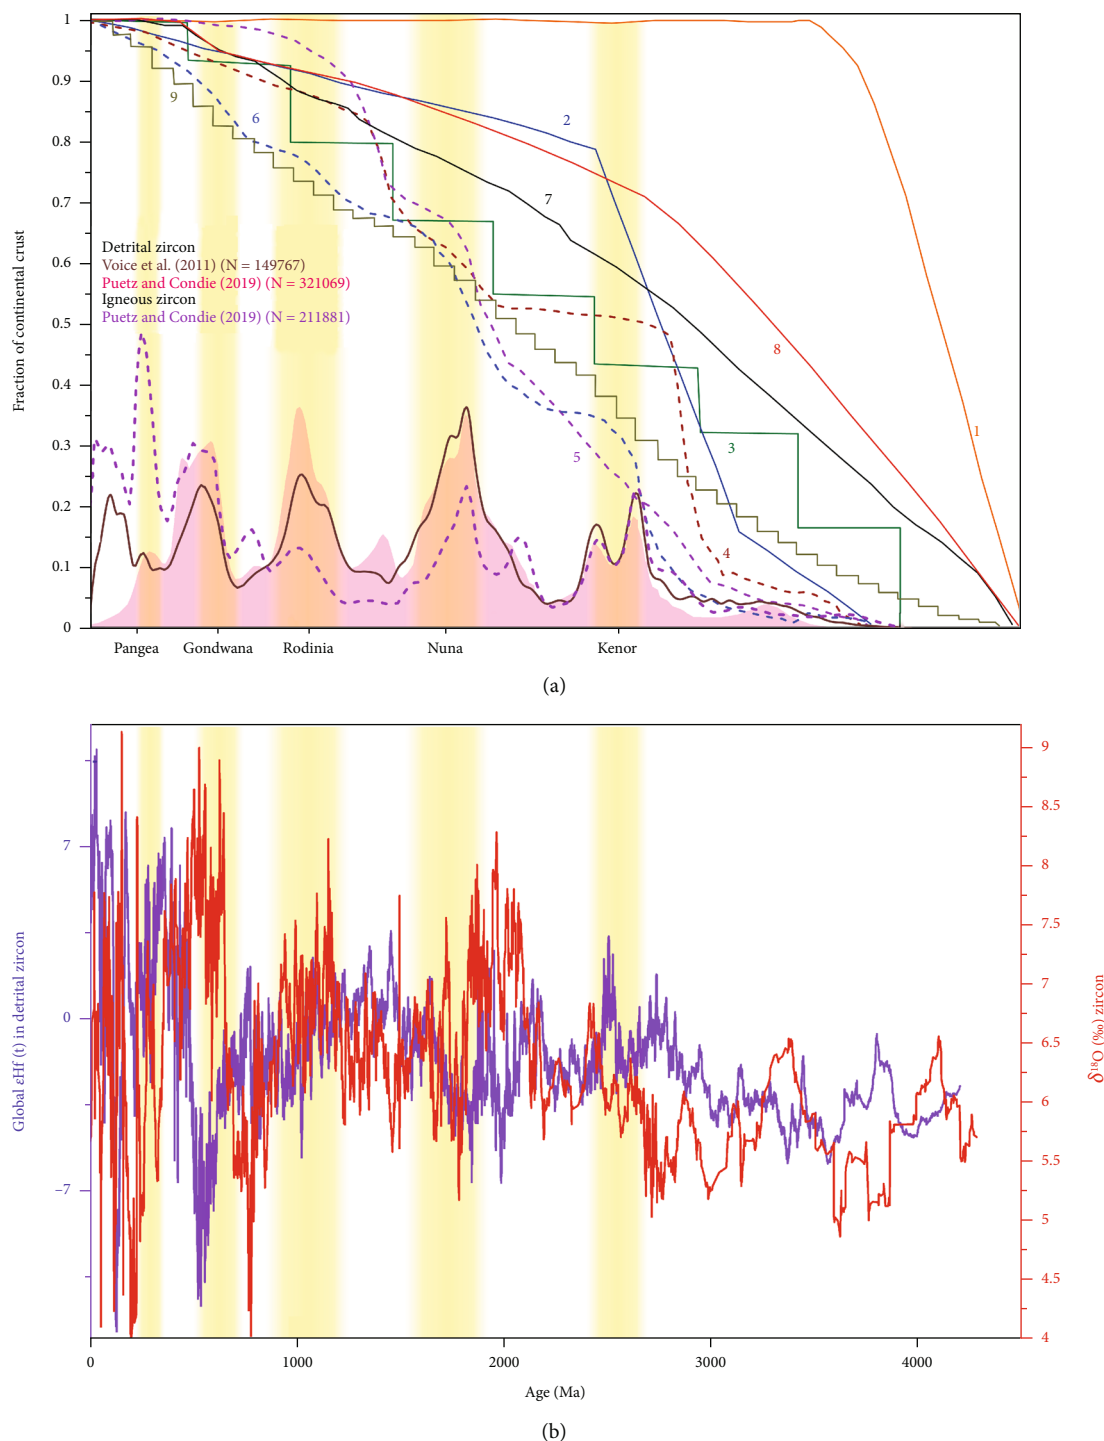 1
0.9
0.8
0.7
0.6
0.5
0.4
0.3
0.2
0.1
0
Fraction of continental crust
9
6
2
7
8
1
3
5
4
Detrital zircon
Voice et al. (2011) (N = 149767)
Puetz and Condie (2019) (N = 321069)
Igneous zircon
Puetz and Condie (2019) (N = 211881)
Pangea Gondwana Rodinia Nuna Kenor
(a)
7
0
−7
Global εHf (t) in detrital zircon
9
8.5
8
7.5
7
6.5
6
5.5
5
4.5
4
δ¹⁸O (‰) zircon
0 1000 2000 3000 4000
Age (Ma)
(b)